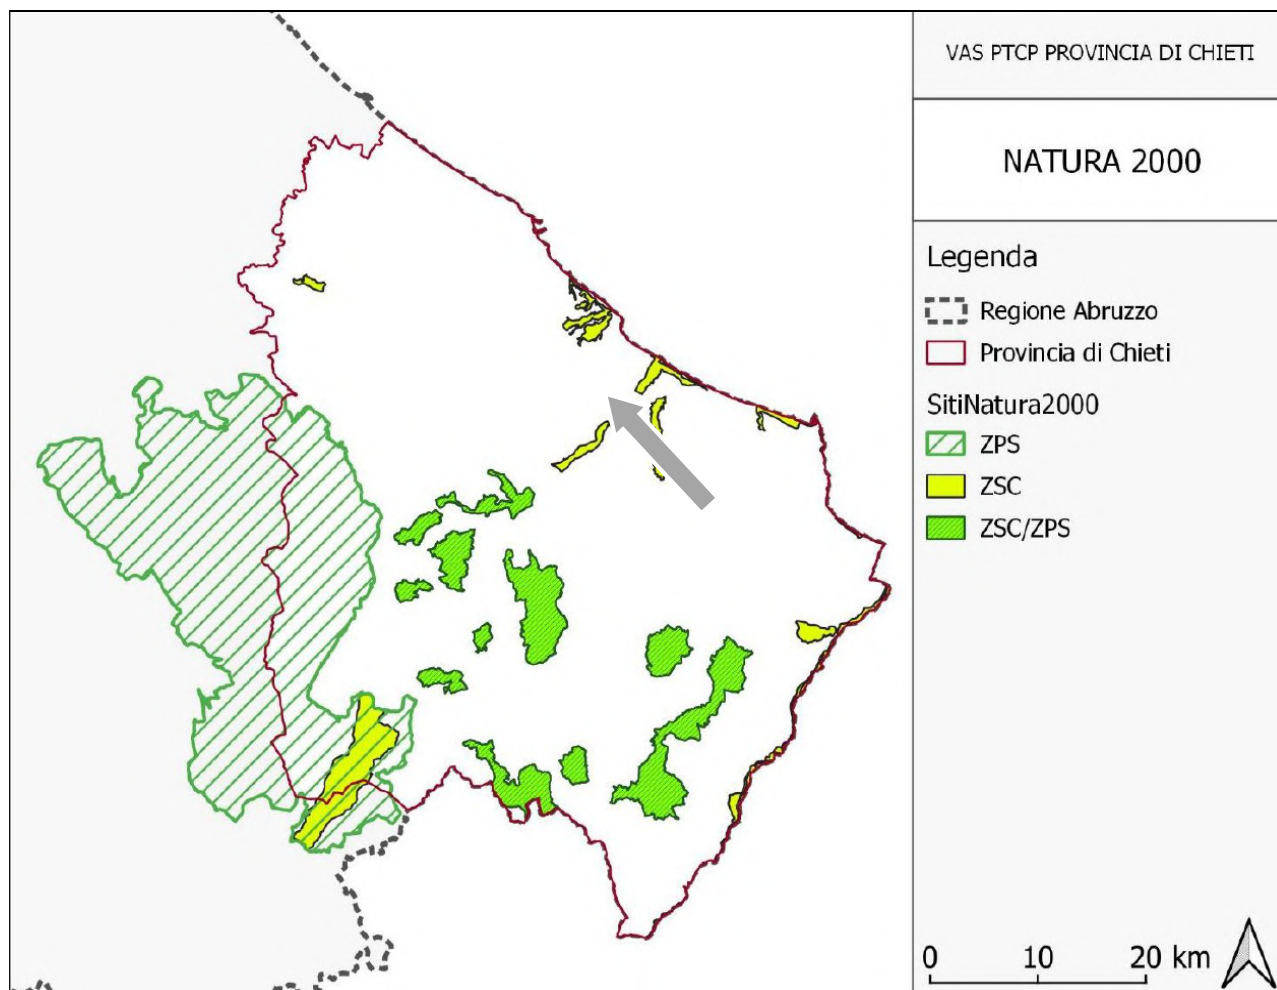 VAS PTCP PROVINCIA DI CHIETI
NATURA 2000
Legenda
Regione Abruzzo
Provincia di Chieti
SitiNatura2000
ZPS
ZSC
ZSC/ZPS
0 10 20 km